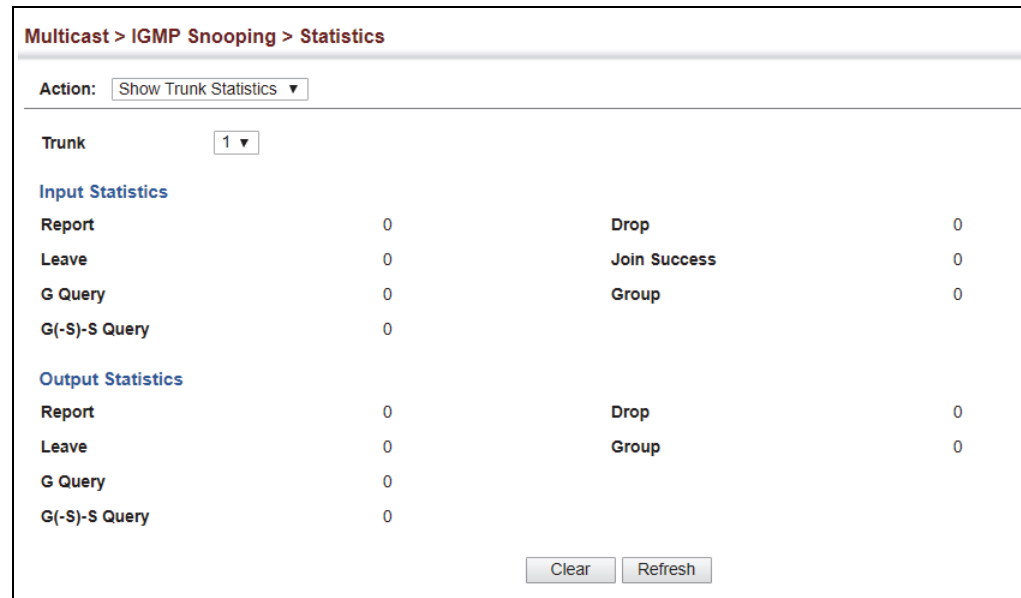 Multicast > IGMP Snooping > Statistics
Action: Show Trunk Statistics ▼
Trunk 1 ▼
Input Statistics
Report 0 Drop 0
Leave 0 Join Success 0
G Query 0 Group 0
G(-S)-S Query 0
Output Statistics
Report 0 Drop 0
Leave 0 Group 0
G Query 0
G(-S)-S Query 0
Clear Refresh